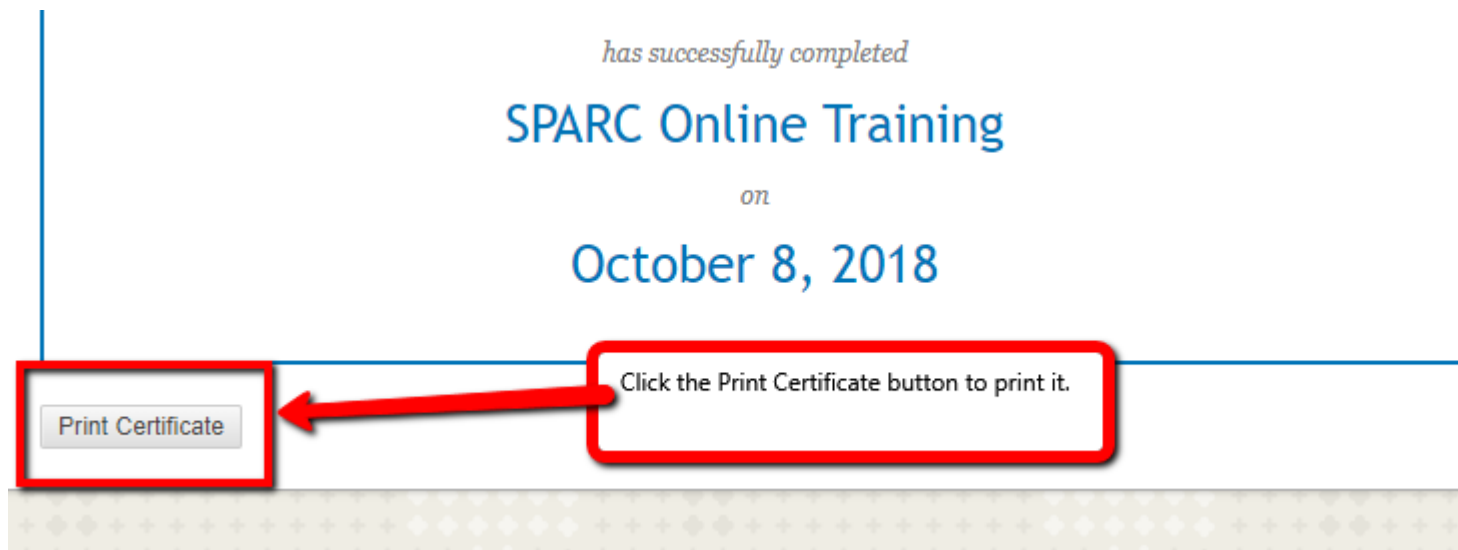 has successfully completed
SPARC Online Training
on
October 8, 2018
Click the Print Certificate button to print it.
Print Certificate